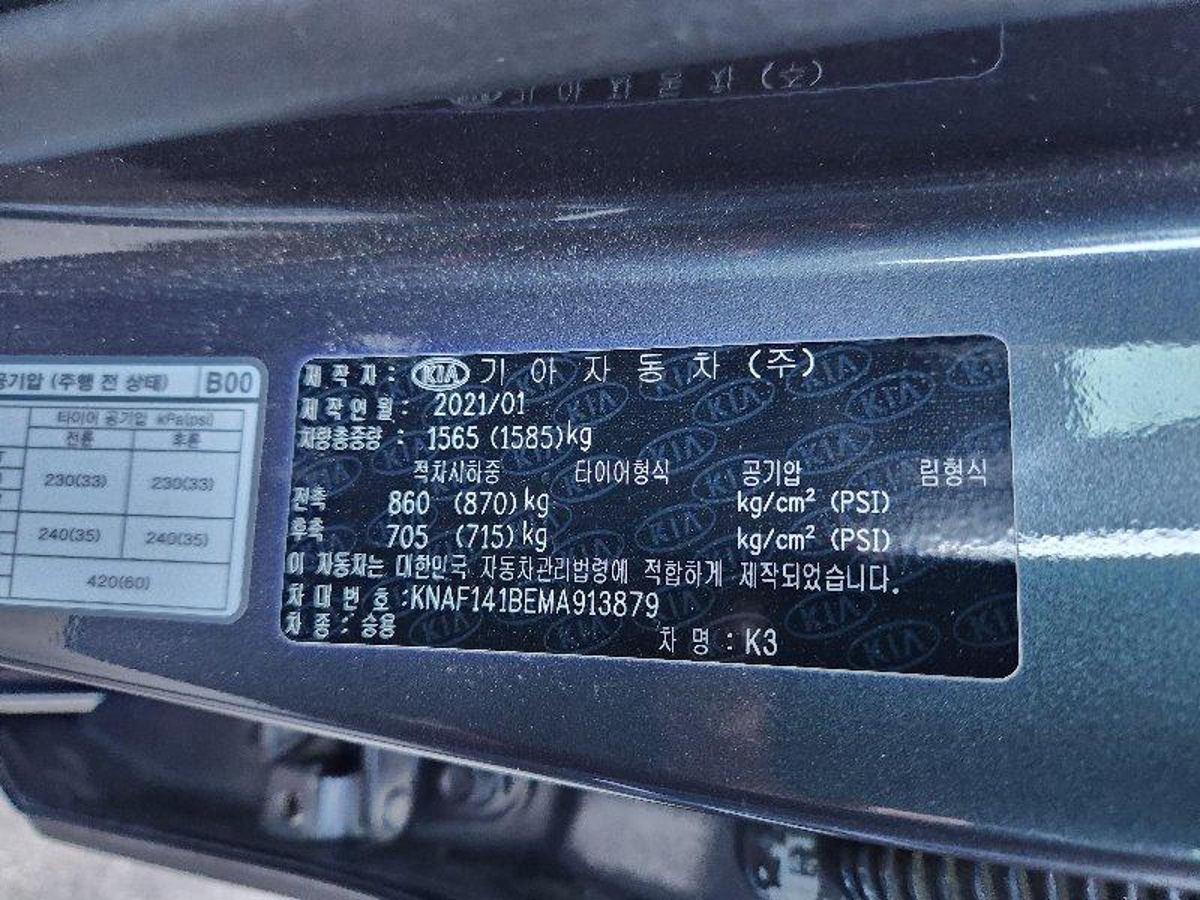 공기압 (주행 전 상태) B00
타이어 공기압 kPa(psi)
전륜 후륜
230(33) 230(33)
240(35) 240(35)
420(60)
제작자 : KIA 기아자동차 (주)
제작연월 : 2021/01
차량총중량 : 1565 (1585)kg
적차시하중 타이어형식 공기압 림형식
전축 860 (870)kg kg/cm² (PSI)
후축 705 (715)kg kg/cm² (PSI)
이 자동차는 대한민국 자동차관리법령에 적합하게 제작되었습니다.
차대번호 :KNAF141BEMA913879
차종 : 승용 차명 : K3